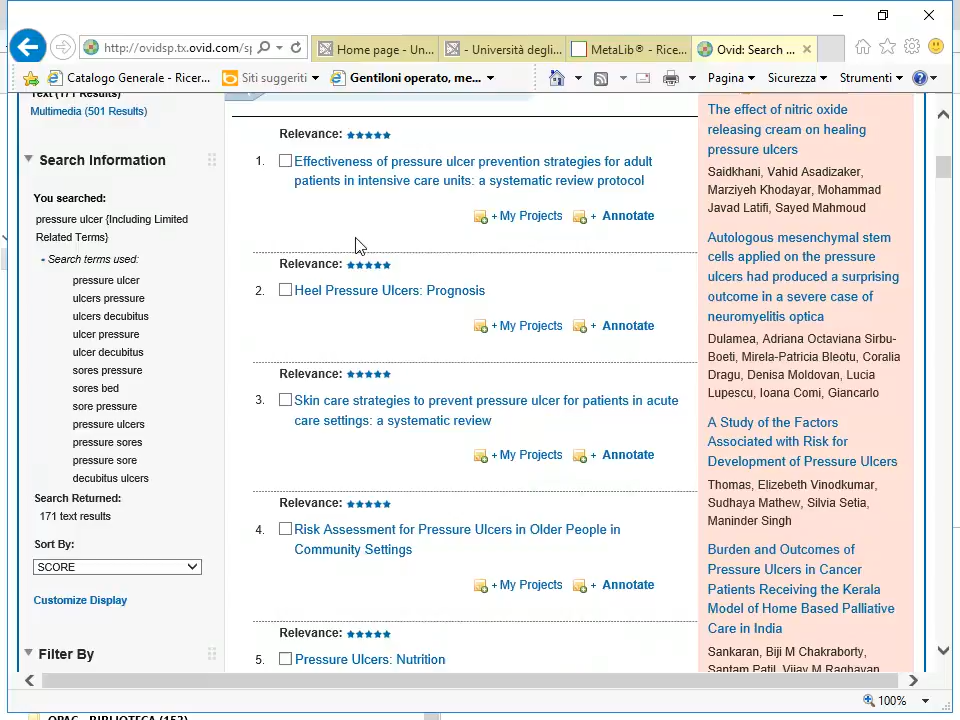 http://ovidsp.tx.ovid.com/sp
Home page - Un...
- Università degli...
MetaLib® - Rice...
Ovid: Search ...
Catalogo Generale - Ricer...
Siti suggeriti
Gentiloni operato, me...
Pagina
Sicurezza
Strumenti
Text (171 Results)
Multimedia (501 Results)
Search Information
You searched:
pressure ulcer {Including Limited
Related Terms}
- Search terms used:
pressure ulcer
ulcers pressure
ulcers decubitus
ulcer pressure
ulcer decubitus
sores pressure
sores bed
sore pressure
pressure ulcers
pressure sores
pressure sore
decubitus ulcers
Search Returned:
171 text results
Sort By:
SCORE
Customize Display
Filter By
Relevance:
1. Effectiveness of pressure ulcer prevention strategies for adult
patients in intensive care units: a systematic review protocol
+ My Projects + Annotate
Relevance:
2. Heel Pressure Ulcers: Prognosis
+ My Projects + Annotate
Relevance:
3. Skin care strategies to prevent pressure ulcer for patients in acute
care settings: a systematic review
+ My Projects + Annotate
Relevance:
4. Risk Assessment for Pressure Ulcers in Older People in
Community Settings
+ My Projects + Annotate
Relevance:
5. Pressure Ulcers: Nutrition
The effect of nitric oxide
releasing cream on healing
pressure ulcers
Saidkhani, Vahid Asadizaker,
Marziyeh Khodayar, Mohammad
Javad Latifi, Sayed Mahmoud
Autologous mesenchymal stem
cells applied on the pressure
ulcers had produced a surprising
outcome in a severe case of
neuromyelitis optica
Dulamea, Adriana Octaviana Sirbu-
Boeti, Mirela-Patricia Bleotu, Coralia
Dragu, Denisa Moldovan, Lucia
Lupescu, Ioana Comi, Giancarlo
A Study of the Factors
Associated with Risk for
Development of Pressure Ulcers
Thomas, Elizebeth Vinodkumar,
Sudhaya Mathew, Silvia Setia,
Maninder Singh
Burden and Outcomes of
Pressure Ulcers in Cancer
Patients Receiving the Kerala
Model of Home Based Palliative
Care in India
Sankaran, Biji M Chakraborty,
Santam Patil, Vijay M Raghavan
100%
OPAC - BIBLIOTECA (152)